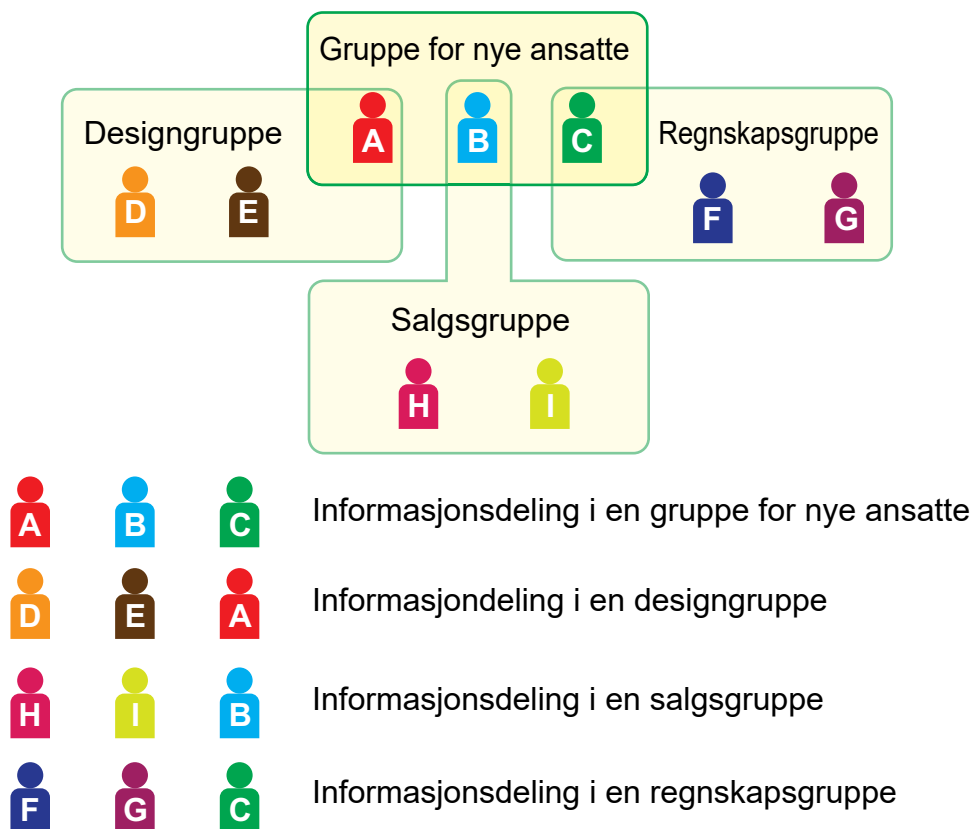 Gruppe for nye ansatte
Designgruppe
A
B
C
Regnskapsgruppe
D
E
F
G
Salgsgruppe
H
I
A B C Informasjonsdeling i en gruppe for nye ansatte
D E A Informasjondeling i en designgruppe
H I B Informasjonsdeling i en salgsgruppe
F G C Informasjonsdeling i en regnskapsgruppe